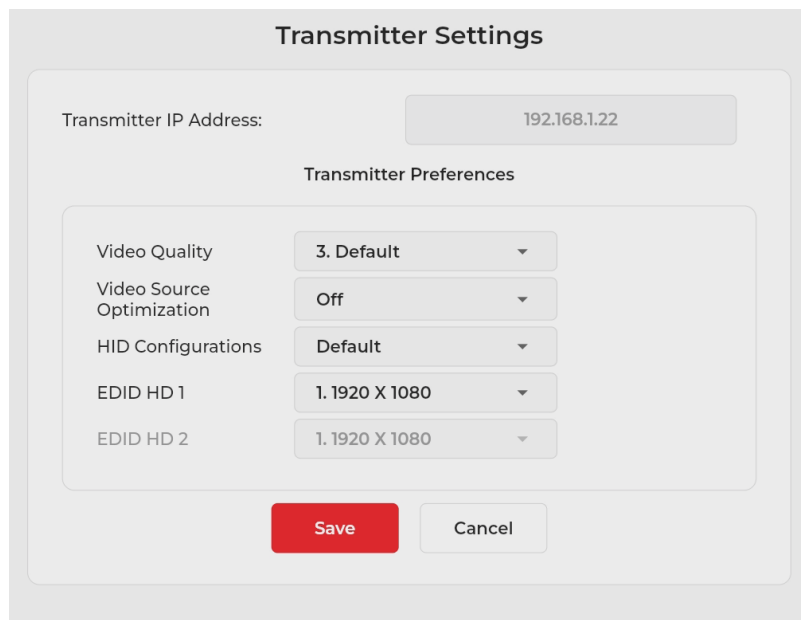 Transmitter Settings
Transmitter IP Address: 192.168.1.22
Transmitter Preferences
Video Quality 3. Default
Video Source
Optimization Off
HID Configurations Default
EDID HD 1 1. 1920 X 1080
EDID HD 2 1. 1920 X 1080
Save Cancel